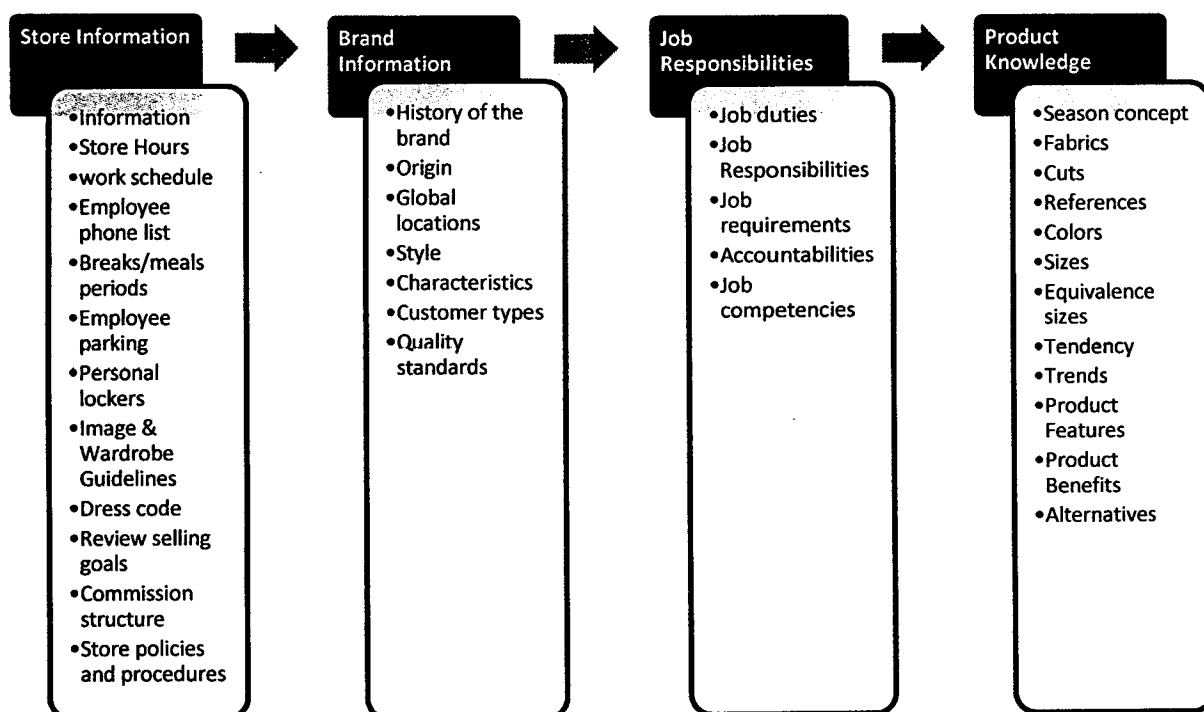 Store Information
•Information
•Store Hours
•work schedule
•Employee
phone list
•Breaks/meals
periods
•Employee
parking
•Personal
lockers
•Image &
Wardrobe
Guidelines
•Dress code
•Review selling
goals
•Commission
structure
•Store policies
and procedures
Brand
Information
•History of the
brand
•Origin
•Global
locations
•Style
•Characteristics
•Customer types
•Quality
standards
Job
Responsibilities
•Job duties
•Job
Responsibilities
•Job
requirements
•Accountabilities
•Job
competencies
Product
Knowledge
•Season concept
•Fabrics
•Cuts
•References
•Colors
•Sizes
•Equivalence
sizes
•Tendency
•Trends
•Product
Features
•Product
Benefits
•Alternatives